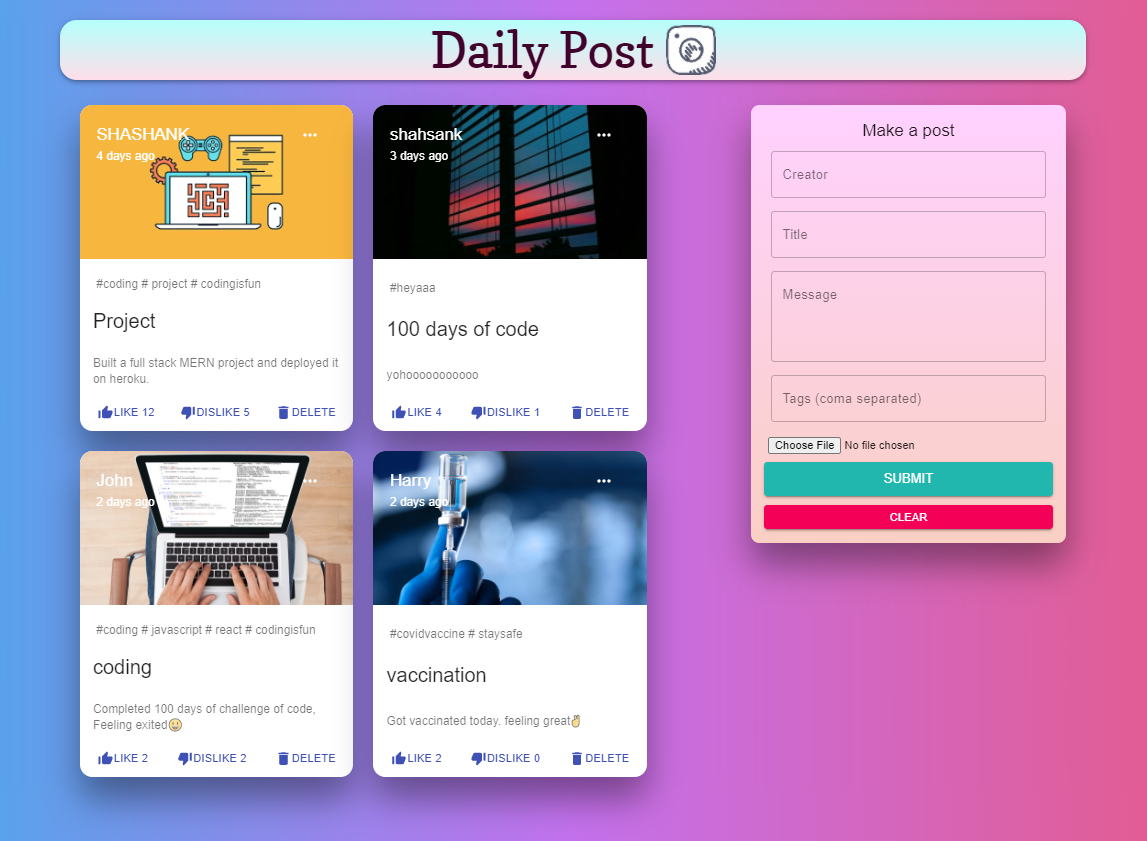 Daily Post
SHASHANK
4 days ago
#coding # project # codingisfun
Project
Built a full stack MERN project and deployed it
on heroku.
LIKE 12 DISLIKE 5 DELETE
shahsank
3 days ago
#heyaaa
100 days of code
yohooooooooooo
LIKE 4 DISLIKE 1 DELETE
John
2 days ago
#coding # javascript # react # codingisfun
coding
Completed 100 days of challenge of code,
Feeling exited😀
LIKE 2 DISLIKE 2 DELETE
Harry
2 days ago
#covidvaccine # staysafe
vaccination
Got vaccinated today. feeling great✌
LIKE 2 DISLIKE 0 DELETE
Make a post
Creator
Title
Message
Tags (coma separated)
Choose File No file chosen
SUBMIT
CLEAR